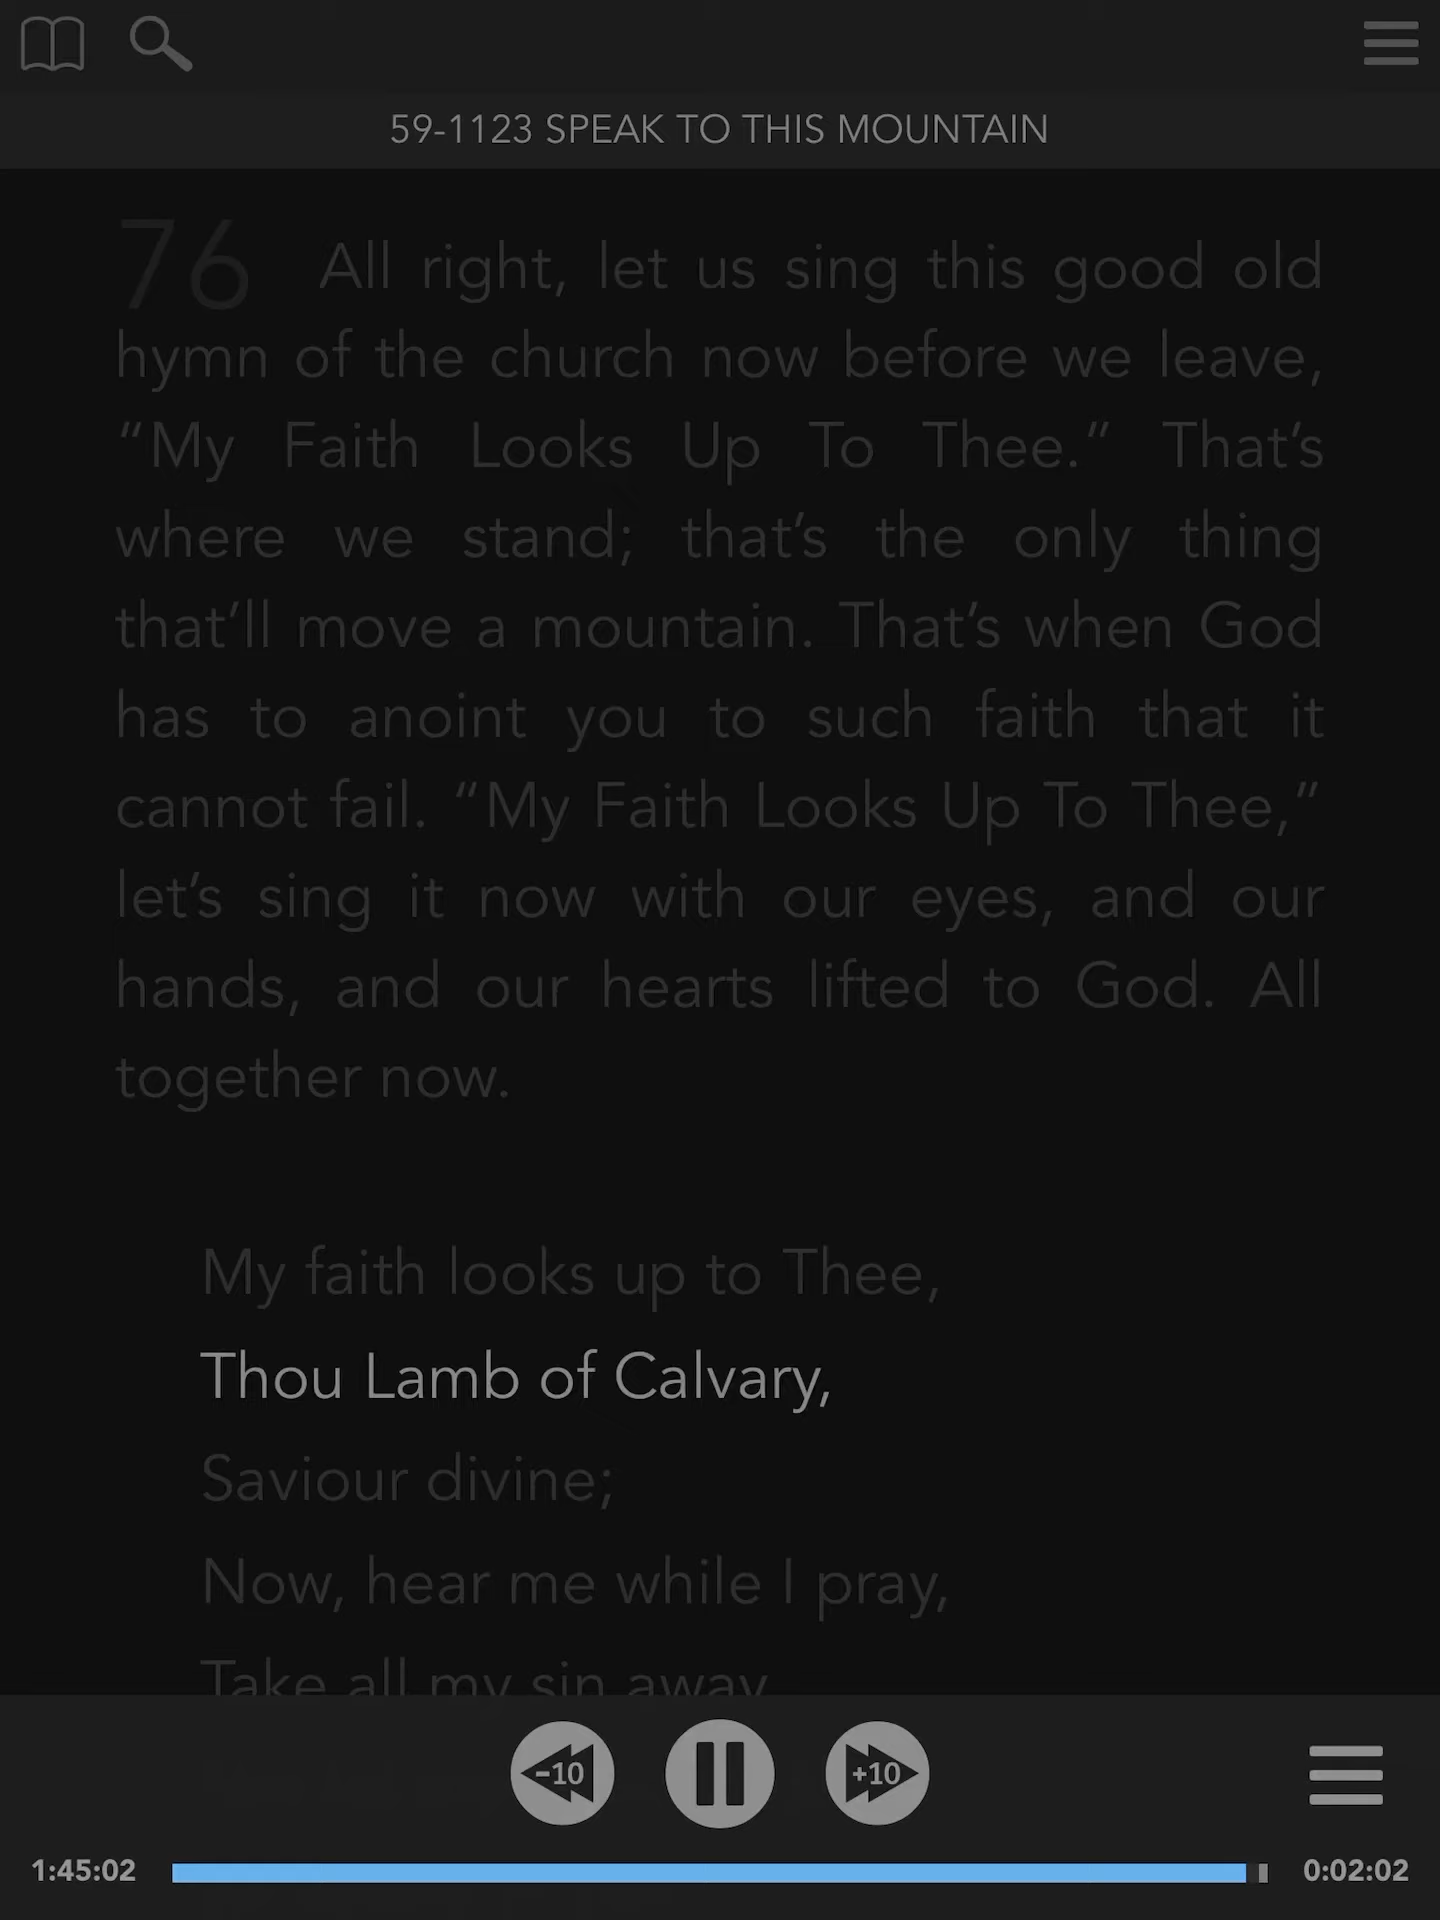 59-1123 SPEAK TO THIS MOUNTAIN
76 All right, let us sing this good old
hymn of the church now before we leave,
“My Faith Looks Up To Thee.” That’s
where we stand; that’s the only thing
that’ll move a mountain. That’s when God
has to anoint you to such faith that it
cannot fail. “My Faith Looks Up To Thee,”
let’s sing it now with our eyes, and our
hands, and our hearts lifted to God. All
together now.
My faith looks up to Thee,
Thou Lamb of Calvary,
Saviour divine;
Now, hear me while I pray,
Take all my sin away
-10
+10
1:45:02
0:02:02